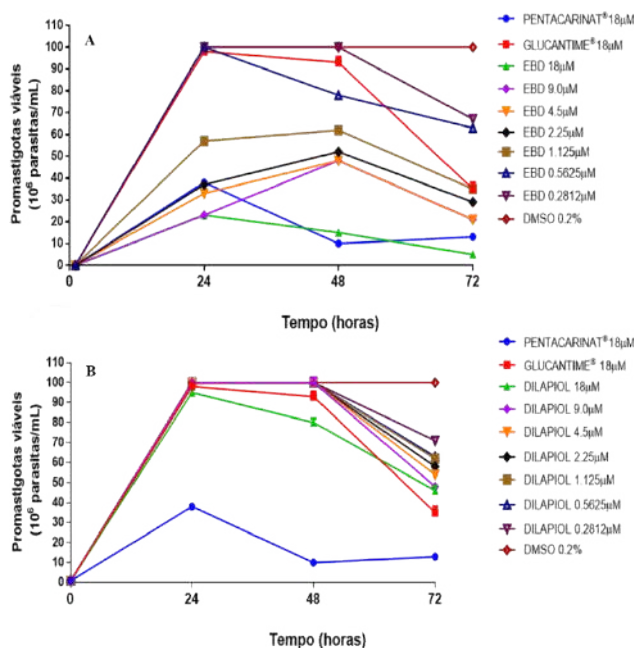 A
Promastigotas viáveis
(10⁶ parasitas/mL)
110
100
90
80
70
60
50
40
30
20
10
0
0
24
48
72
Tempo (horas)
PENTACARINAT® 18µM
GLUCANTIME® 18µM
EBD 18µM
EBD 9.0µM
EBD 4.5µM
EBD 2.25µM
EBD 1.125µM
EBD 0.5625µM
EBD 0.2812µM
DMSO 0.2%
B
Promastigotas viáveis
(10⁶ parasitas/mL)
110
100
90
80
70
60
50
40
30
20
10
0
0
24
48
72
Tempo (horas)
PENTACARINAT® 18µM
GLUCANTIME® 18µM
DILAPIOL 18µM
DILAPIOL 9.0µM
DILAPIOL 4.5µM
DILAPIOL 2.25µM
DILAPIOL 1.125µM
DILAPIOL 0.5625µM
DILAPIOL 0.2812µM
DMSO 0.2%